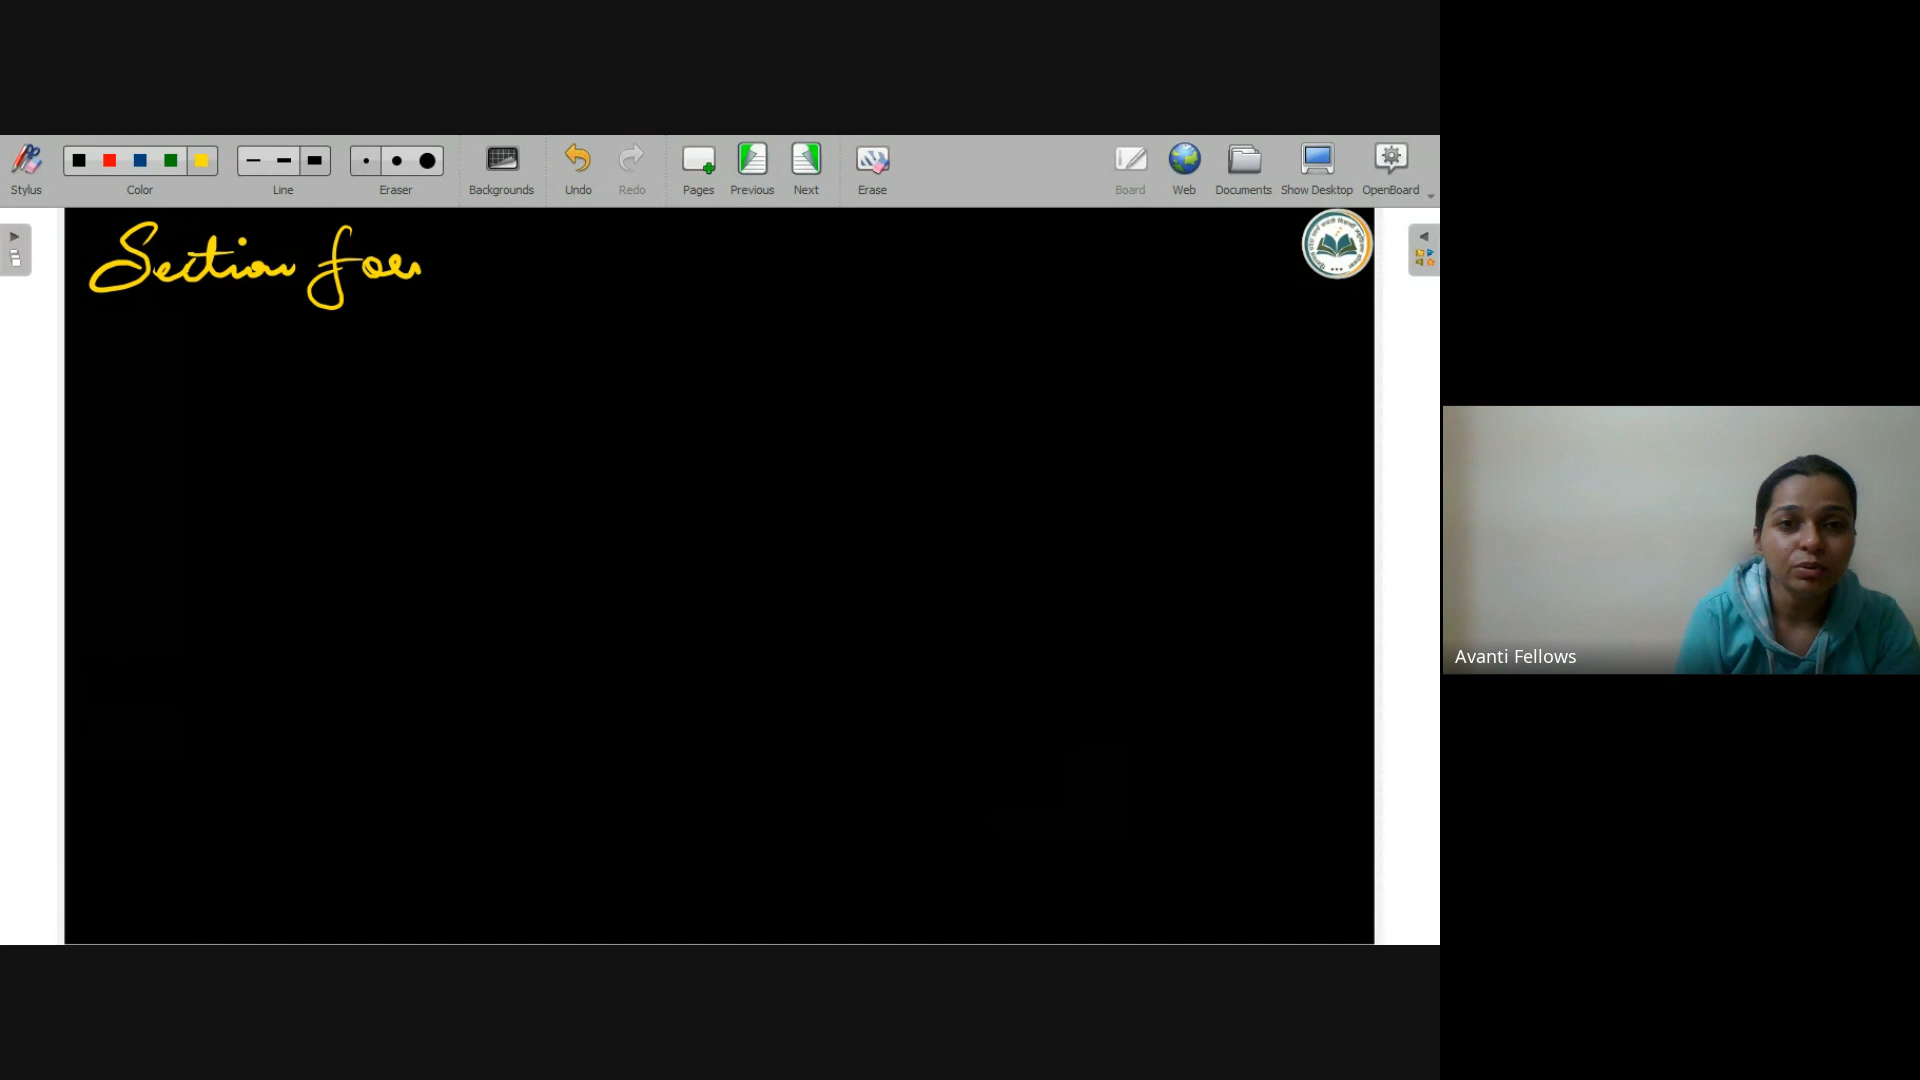 Stylus Color Line Eraser Backgrounds Undo Redo Pages Previous Next Erase Board Web Documents Show Desktop OpenBoard
Section for
Avanti Fellows